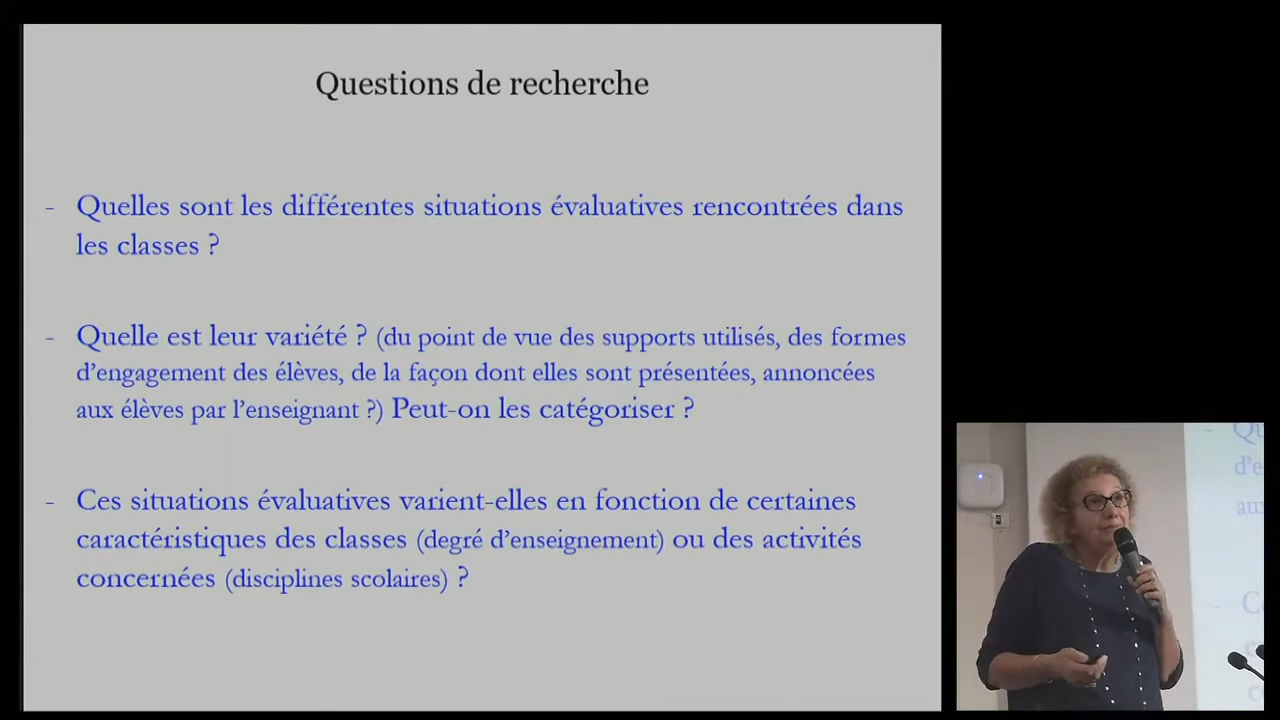 Questions de recherche
- Quelles sont les différentes situations évaluatives rencontrées dans
les classes ?
- Quelle est leur variété ? (du point de vue des supports utilisés, des formes
d'engagement des élèves, de la façon dont elles sont présentées, annoncées
aux élèves par l'enseignant ?) Peut-on les catégoriser ?
- Ces situations évaluatives varient-elles en fonction de certaines
caractéristiques des classes (degré d'enseignement) ou des activités
concernées (disciplines scolaires) ?
- Qu
d'e
aux
- C